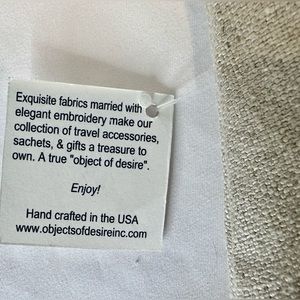 Exquisite fabrics married with
elegant embroidery make our
collection of travel accessories,
sachets, & gifts a treasure to
own. A true "object of desire".
Enjoy!
Hand crafted in the USA
www.objectsofdesireinc.com